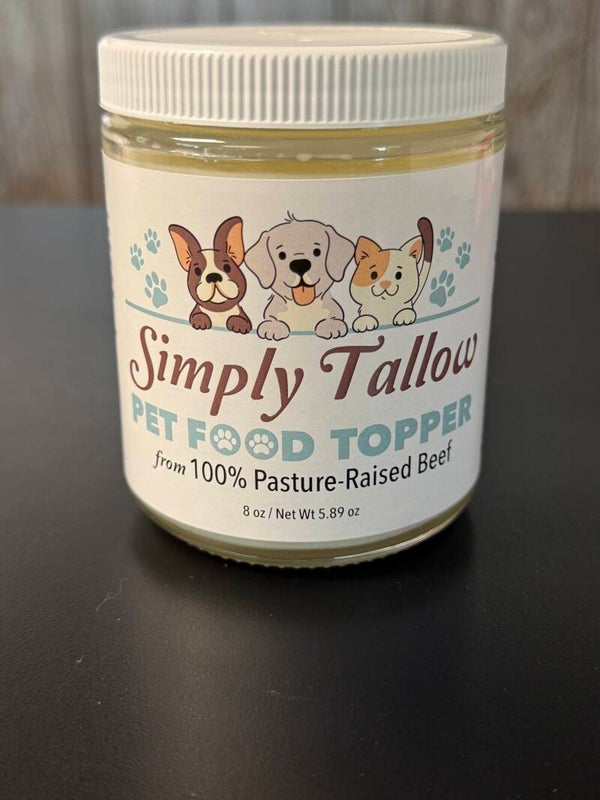 Simply Tallow
PET FOOD TOPPER
from 100% Pasture-Raised Beef
8 oz / Net Wt 5.89 oz